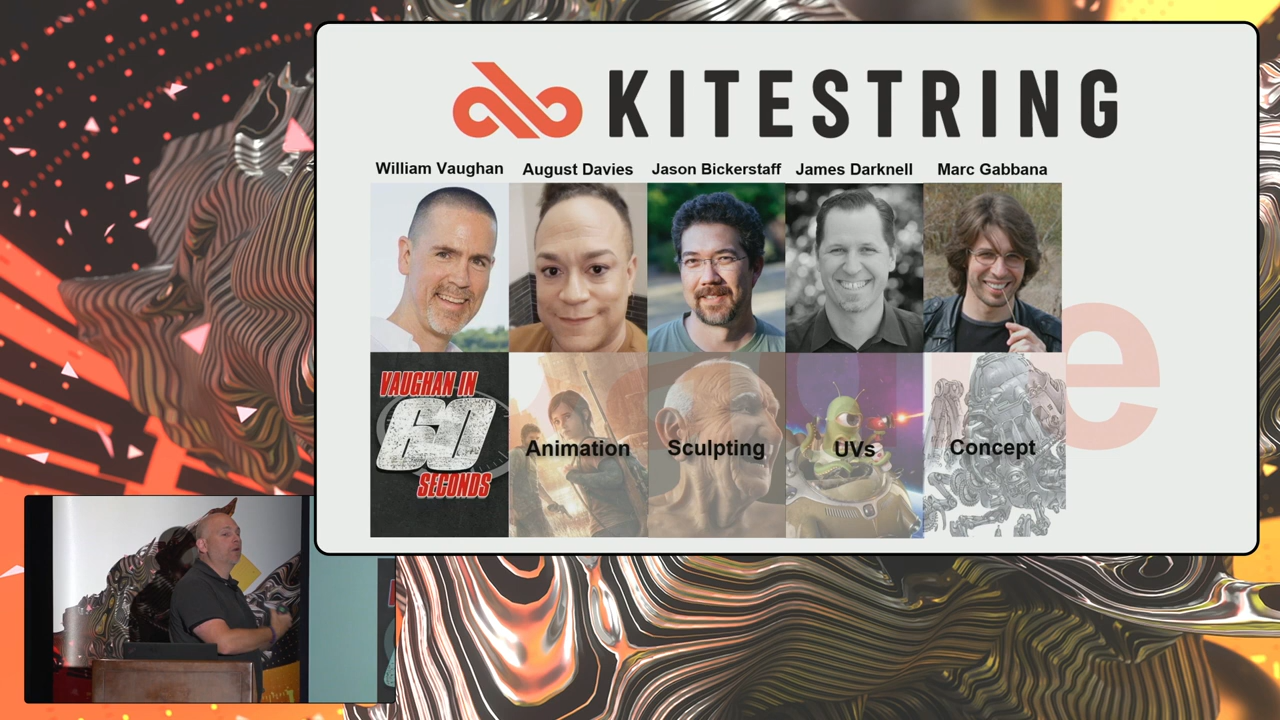 KITESTRING
William Vaughan
August Davies
Jason Bickerstaff
James Darknell
Marc Gabbana
VAUGHAN IN
60
SECONDS
Animation
Sculpting
UVs
Concept
e